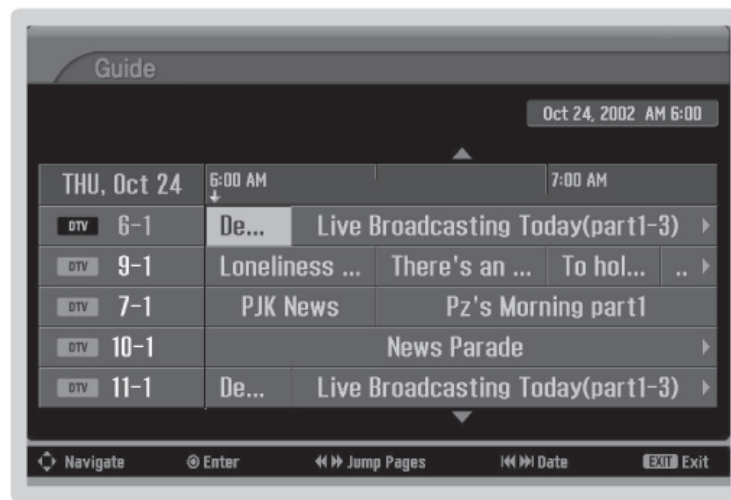 Guide
Oct 24, 2002 AM 6:00
THU, Oct 24 6:00 AM 7:00 AM
DTV 6-1 De... Live Broadcasting Today(part1-3)
DTV 9-1 Loneliness ... There's an ... To hol... ..
DTV 7-1 PJK News Pz's Morning part1
DTV 10-1 News Parade
DTV 11-1 De... Live Broadcasting Today(part1-3)
Navigate Enter Jump Pages Date EXIT Exit